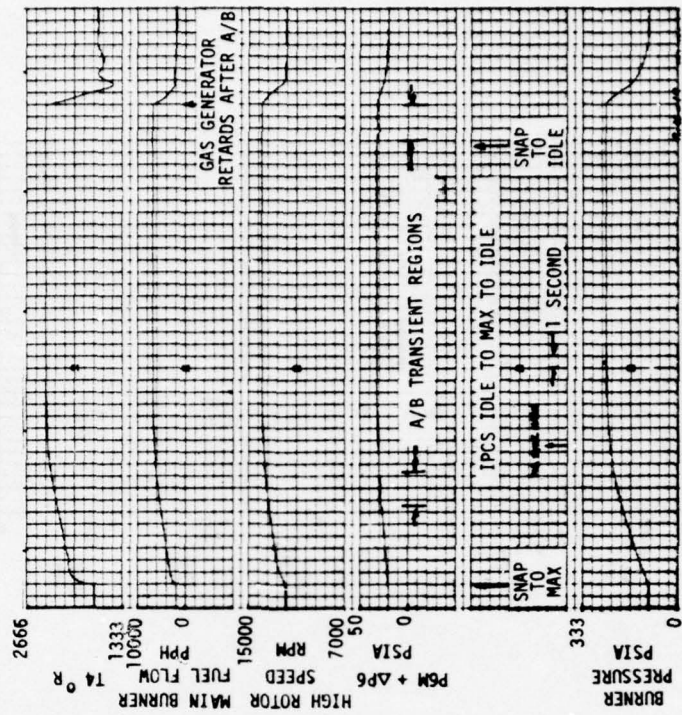 2666
1333
T4 °R
10000
0
MAIN BURNER
FUEL FLOW
PPH
GAS GENERATOR
RETARDS AFTER A/B
15000
7000
HIGH ROTOR
SPEED
RPM
50
0
P6M + ΔP6
PSIA
A/B TRANSIENT REGIONS
SNAP
TO
MAX
IPCS IDLE TO MAX TO IDLE
SNAP
TO
IDLE
1 SECOND
333
0
BURNER
PRESSURE
PSIA